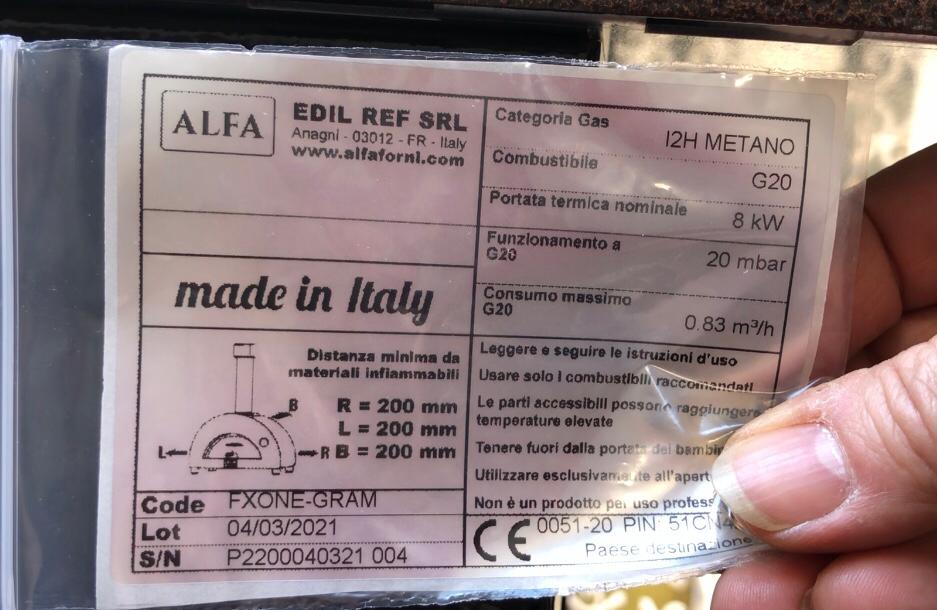 ALFA
EDIL REF SRL
Anagni - 03012 - FR - Italy
www.alfaforni.com
made in Italy
Distanza minima da
materiali infiammabili
B
R = 200 mm
L = 200 mm
L R B = 200 mm
Code FXONE-GRAM
Lot 04/03/2021
S/N P2200040321 004
Categoria Gas
I2H METANO
Combustibile
G20
Portata termica nominale
8 kW
Funzionamento a
G20
20 mbar
Consumo massimo
G20
0.83 m³/h
Leggere e seguire le istruzioni d'uso
Usare solo i combustibili raccomandati
Le parti accessibili possono raggiungere
temperature elevate
Tenere fuori dalla portata dei
Utilizzare esclusivamente
Non è un prodotto per uso
CE 0051-20 PIN:
Paese destinazione